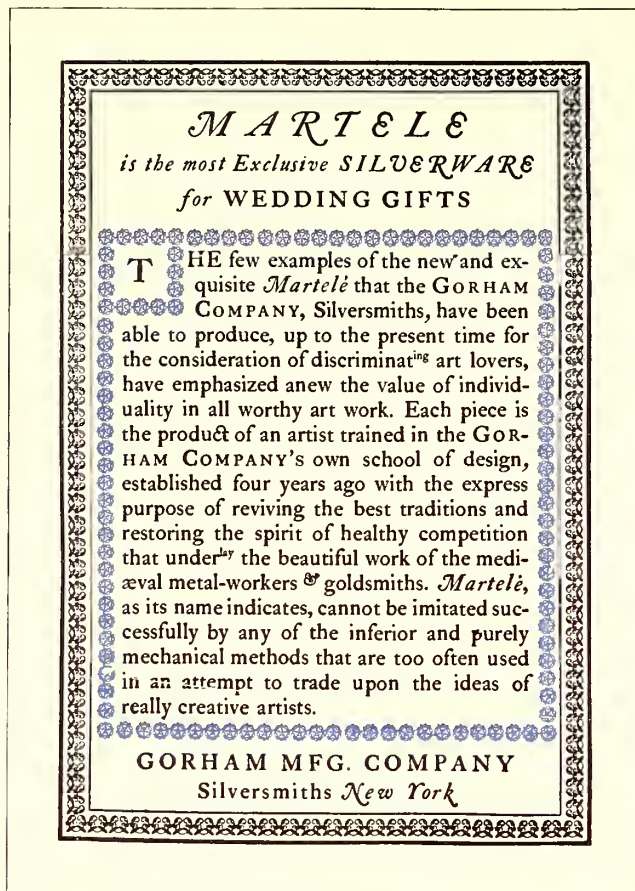 MARTELE
is the most Exclusive SILVERWARE
for WEDDING GIFTS
THE few examples of the new and ex-
quisite Martelė that the GORHAM
COMPANY, Silversmiths, have been
able to produce, up to the present time for
the consideration of discriminating art lovers,
have emphasized anew the value of individ-
uality in all worthy art work. Each piece is
the product of an artist trained in the GOR-
HAM COMPANY'S own school of design,
established four years ago with the express
purpose of reviving the best traditions and
restoring the spirit of healthy competition
that underlay the beautiful work of the medi-
æval metal-workers & goldsmiths. Martelė,
as its name indicates, cannot be imitated suc-
cessfully by any of the inferior and purely
mechanical methods that are too often used
in an attempt to trade upon the ideas of
really creative artists.
GORHAM MFG. COMPANY
Silversmiths New York